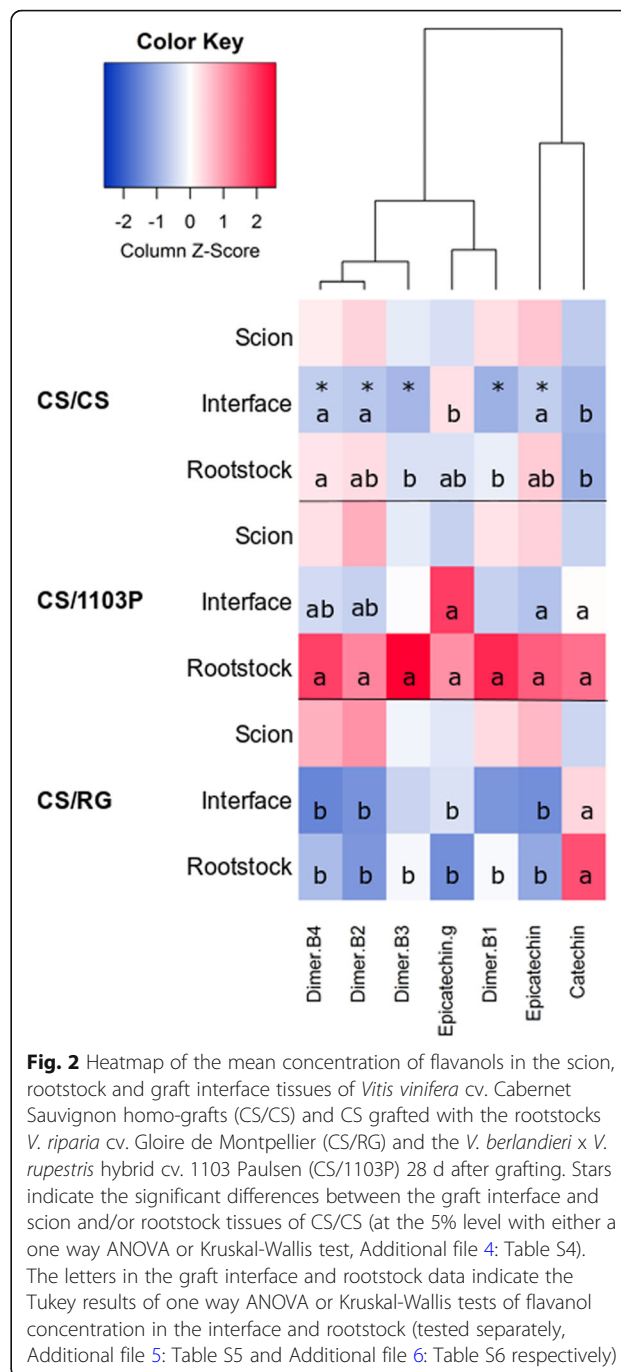 Color Key
-2 -1 0 1 2
Column Z-Score
Scion
CS/CS Interface * a * a * b * * a b
Rootstock a ab b ab b ab b
Scion
CS/1103P Interface ab ab a a a
Rootstock a a a a a a a
Scion
CS/RG Interface b b b b a
Rootstock b b b b b b a
Dimer.B4 Dimer.B2 Dimer.B3 Epicatechin.g Dimer.B1 Epicatechin Catechin
Fig. 2 Heatmap of the mean concentration of flavanols in the scion,
rootstock and graft interface tissues of Vitis vinifera cv. Cabernet
Sauvignon homo-grafts (CS/CS) and CS grafted with the rootstocks
V. riparia cv. Gloire de Montpellier (CS/RG) and the V. berlandieri x V.
rupestris hybrid cv. 1103 Paulsen (CS/1103P) 28 d after grafting. Stars
indicate the significant differences between the graft interface and
scion and/or rootstock tissues of CS/CS (at the 5% level with either a
one way ANOVA or Kruskal-Wallis test, Additional file 4: Table S4).
The letters in the graft interface and rootstock data indicate the
Tukey results of one way ANOVA or Kruskal-Wallis tests of flavanol
concentration in the interface and rootstock (tested separately,
Additional file 5: Table S5 and Additional file 6: Table S6 respectively)